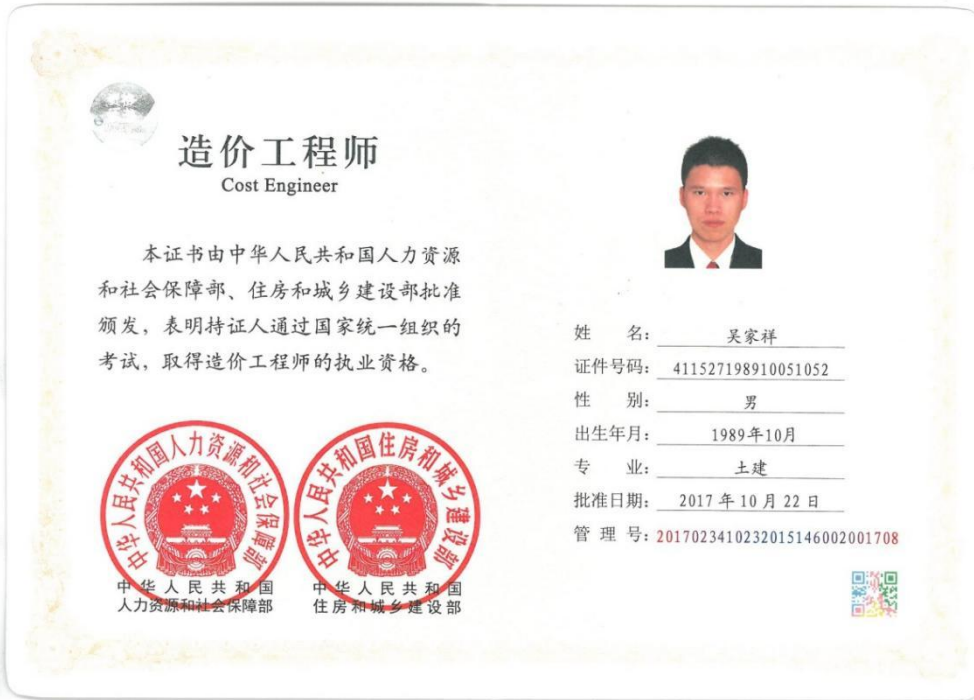 造价工程师
Cost Engineer
本证书由中华人民共和国人力资源
和社会保障部、住房和城乡建设部批准
颁发，表明持证人通过国家统一组织的
考试，取得造价工程师的执业资格。
中华人民共和国人力资源和社会保障部
中华人民共和国
人力资源和社会保障部
中华人民共和国住房和城乡建设部
中华人民共和国
住房和城乡建设部
姓 名： 吴家祥
证件号码： 411527198910051052
性 别： 男
出生年月： 1989年10月
专 业： 土建
批准日期： 2017 年 10 月 22 日
管 理 号： 2017023410232015146002001708